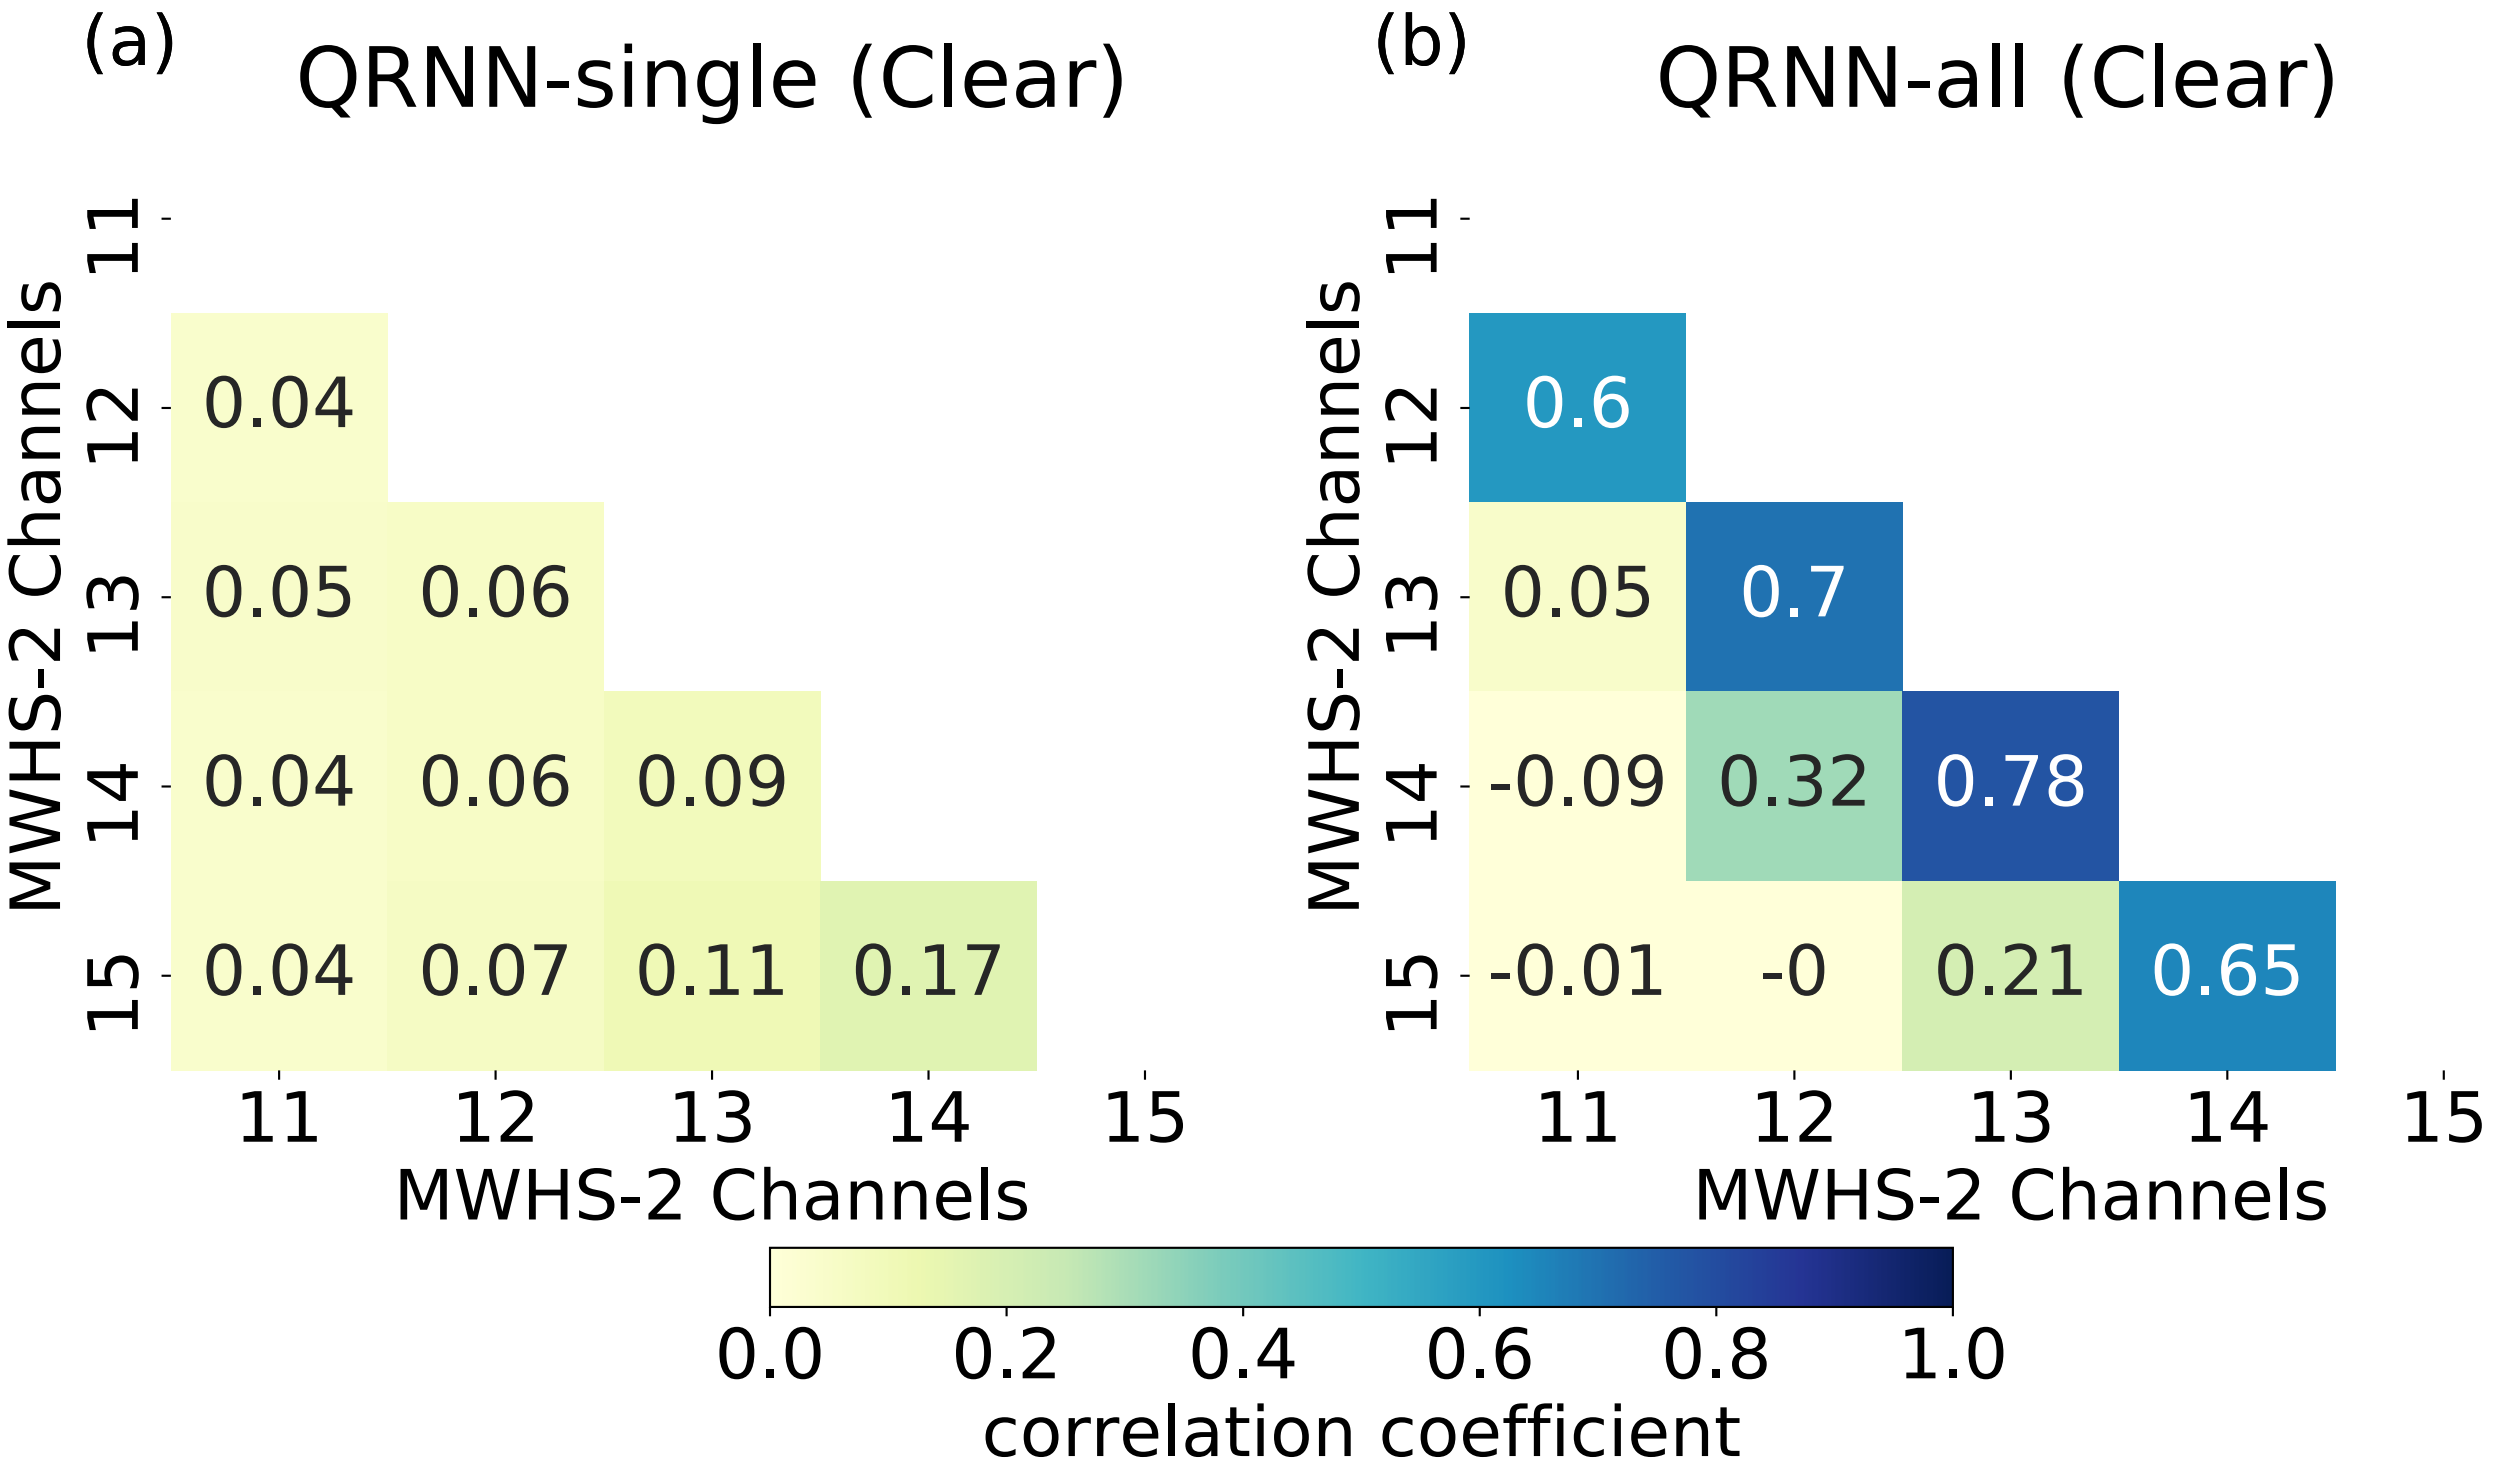 (a)
QRNN-single (Clear)
MWHS-2 Channels
11
12
0.04
13
0.05 0.06
14
0.04 0.06 0.09
15
0.04 0.07 0.11 0.17
11 12 13 14 15
MWHS-2 Channels
(b)
QRNN-all (Clear)
MWHS-2 Channels
11
12
0.6
13
0.05 0.7
14
-0.09 0.32 0.78
15
-0.01 -0 0.21 0.65
11 12 13 14 15
MWHS-2 Channels
0.0 0.2 0.4 0.6 0.8 1.0
correlation coefficient